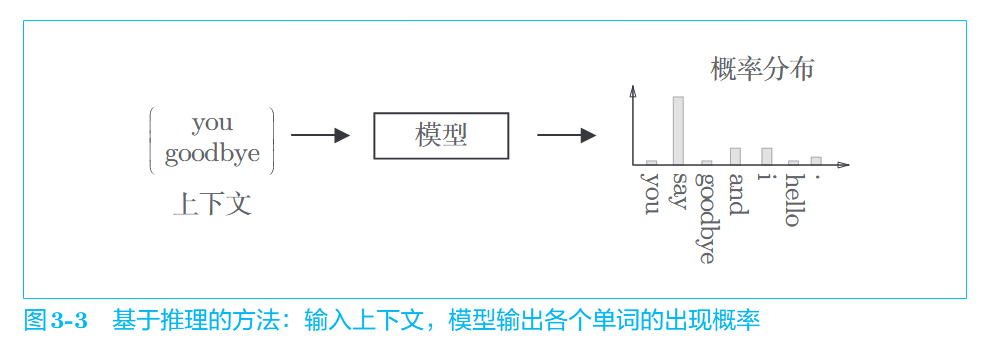 概率分布
you
goodbye
上下文
模型
you
say
goodbye
and
i
hello
.
图3-3 基于推理的方法：输入上下文，模型输出各个单词的出现概率